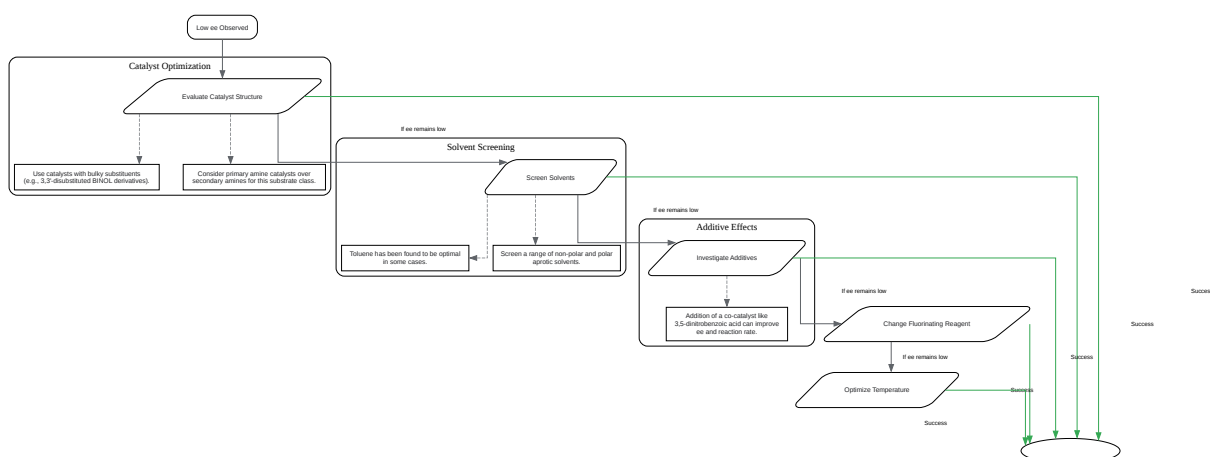 Low ee Observed
Catalyst Optimization
Evaluate Catalyst Structure
If ee remains low
Use catalysts with bulky substituents
(e.g., 3,3'-disubstituted BINOL derivatives).
Consider primary amine catalysts over
secondary amines for this substrate class.
Solvent Screening
Screen Solvents
If ee remains low
Toluene has been found to be optimal
in some cases.
Screen a range of non-polar and polar
aprotic solvents.
Additive Effects
Investigate Additives
If ee remains low
Succes
Addition of a co-catalyst like
3,5-dinitrobenzoic acid can improve
ee and reaction rate.
Change Fluorinating Reagent
Success
If ee remains low
Success
Optimize Temperature
Success
Success